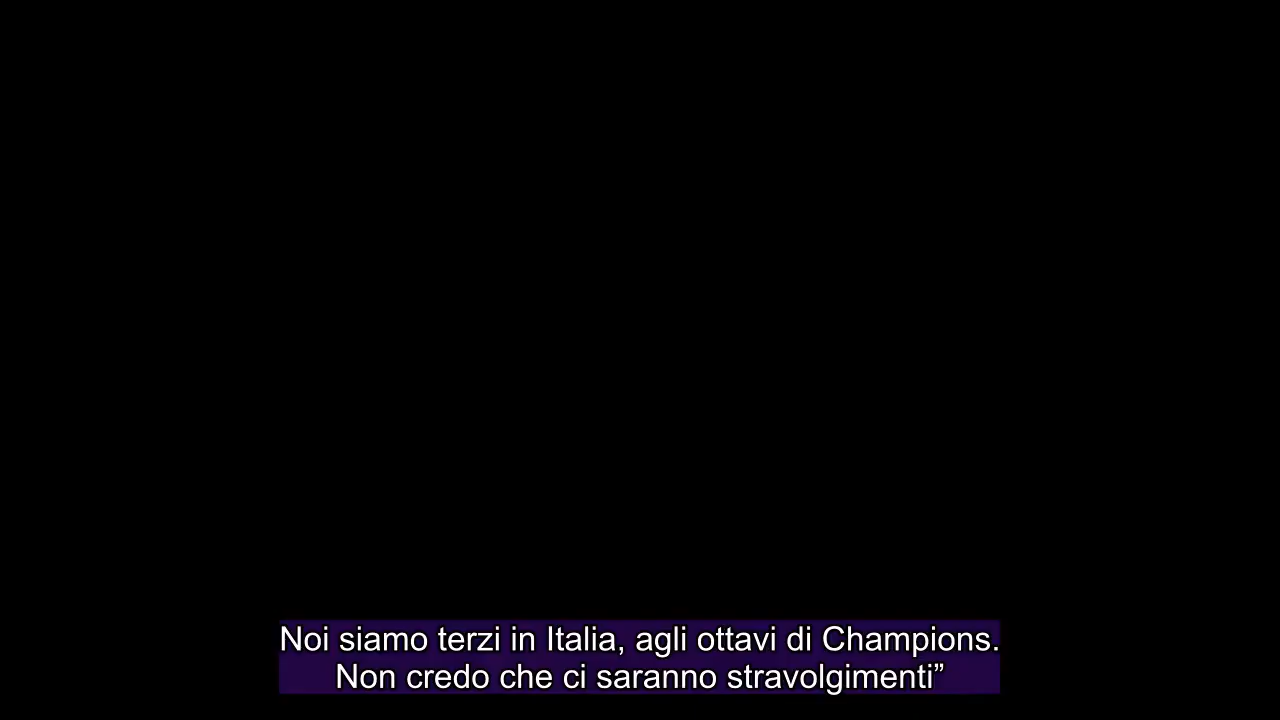 Noi siamo terzi in Italia, agli ottavi di Champions.
Non credo che ci saranno stravolgimenti”